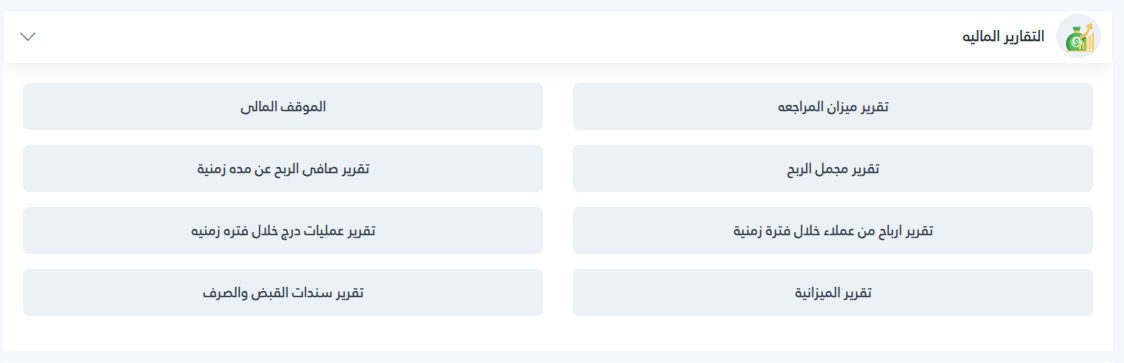 التقارير الماليه
تقرير ميزان المراجعه
الموقف المالى
تقرير مجمل الربح
تقرير صافى الربح عن مده زمنية
تقرير ارباح من عملاء خلال فترة زمنية
تقرير عمليات درج خلال فتره زمنيه
تقرير الميزانية
تقرير سندات القبض والصرف